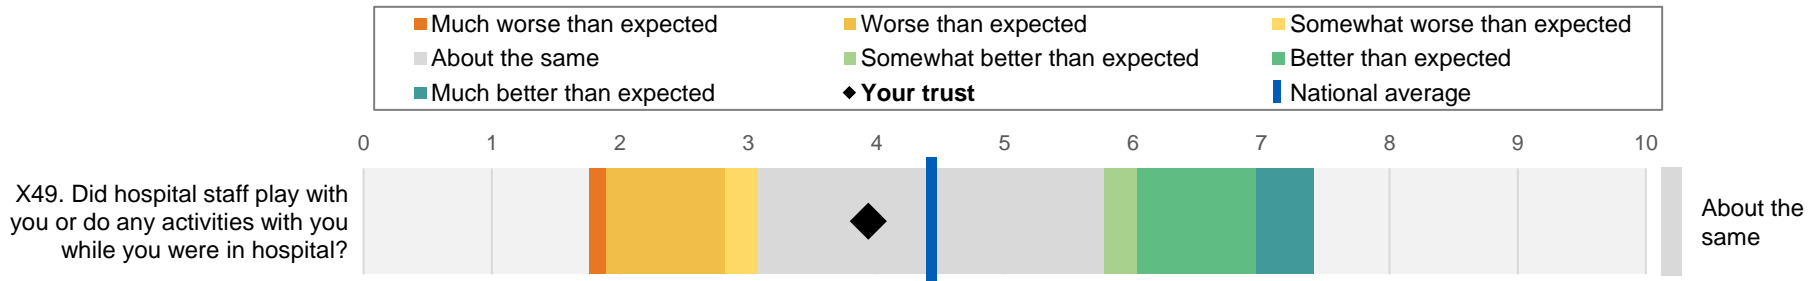 Much worse than expected
Worse than expected
Somewhat worse than expected
About the same
Somewhat better than expected
Better than expected
Much better than expected
Your trust
National average
0 1 2 3 4 5 6 7 8 9 10
X49. Did hospital staff play with
you or do any activities with you
while you were in hospital?
About the
same